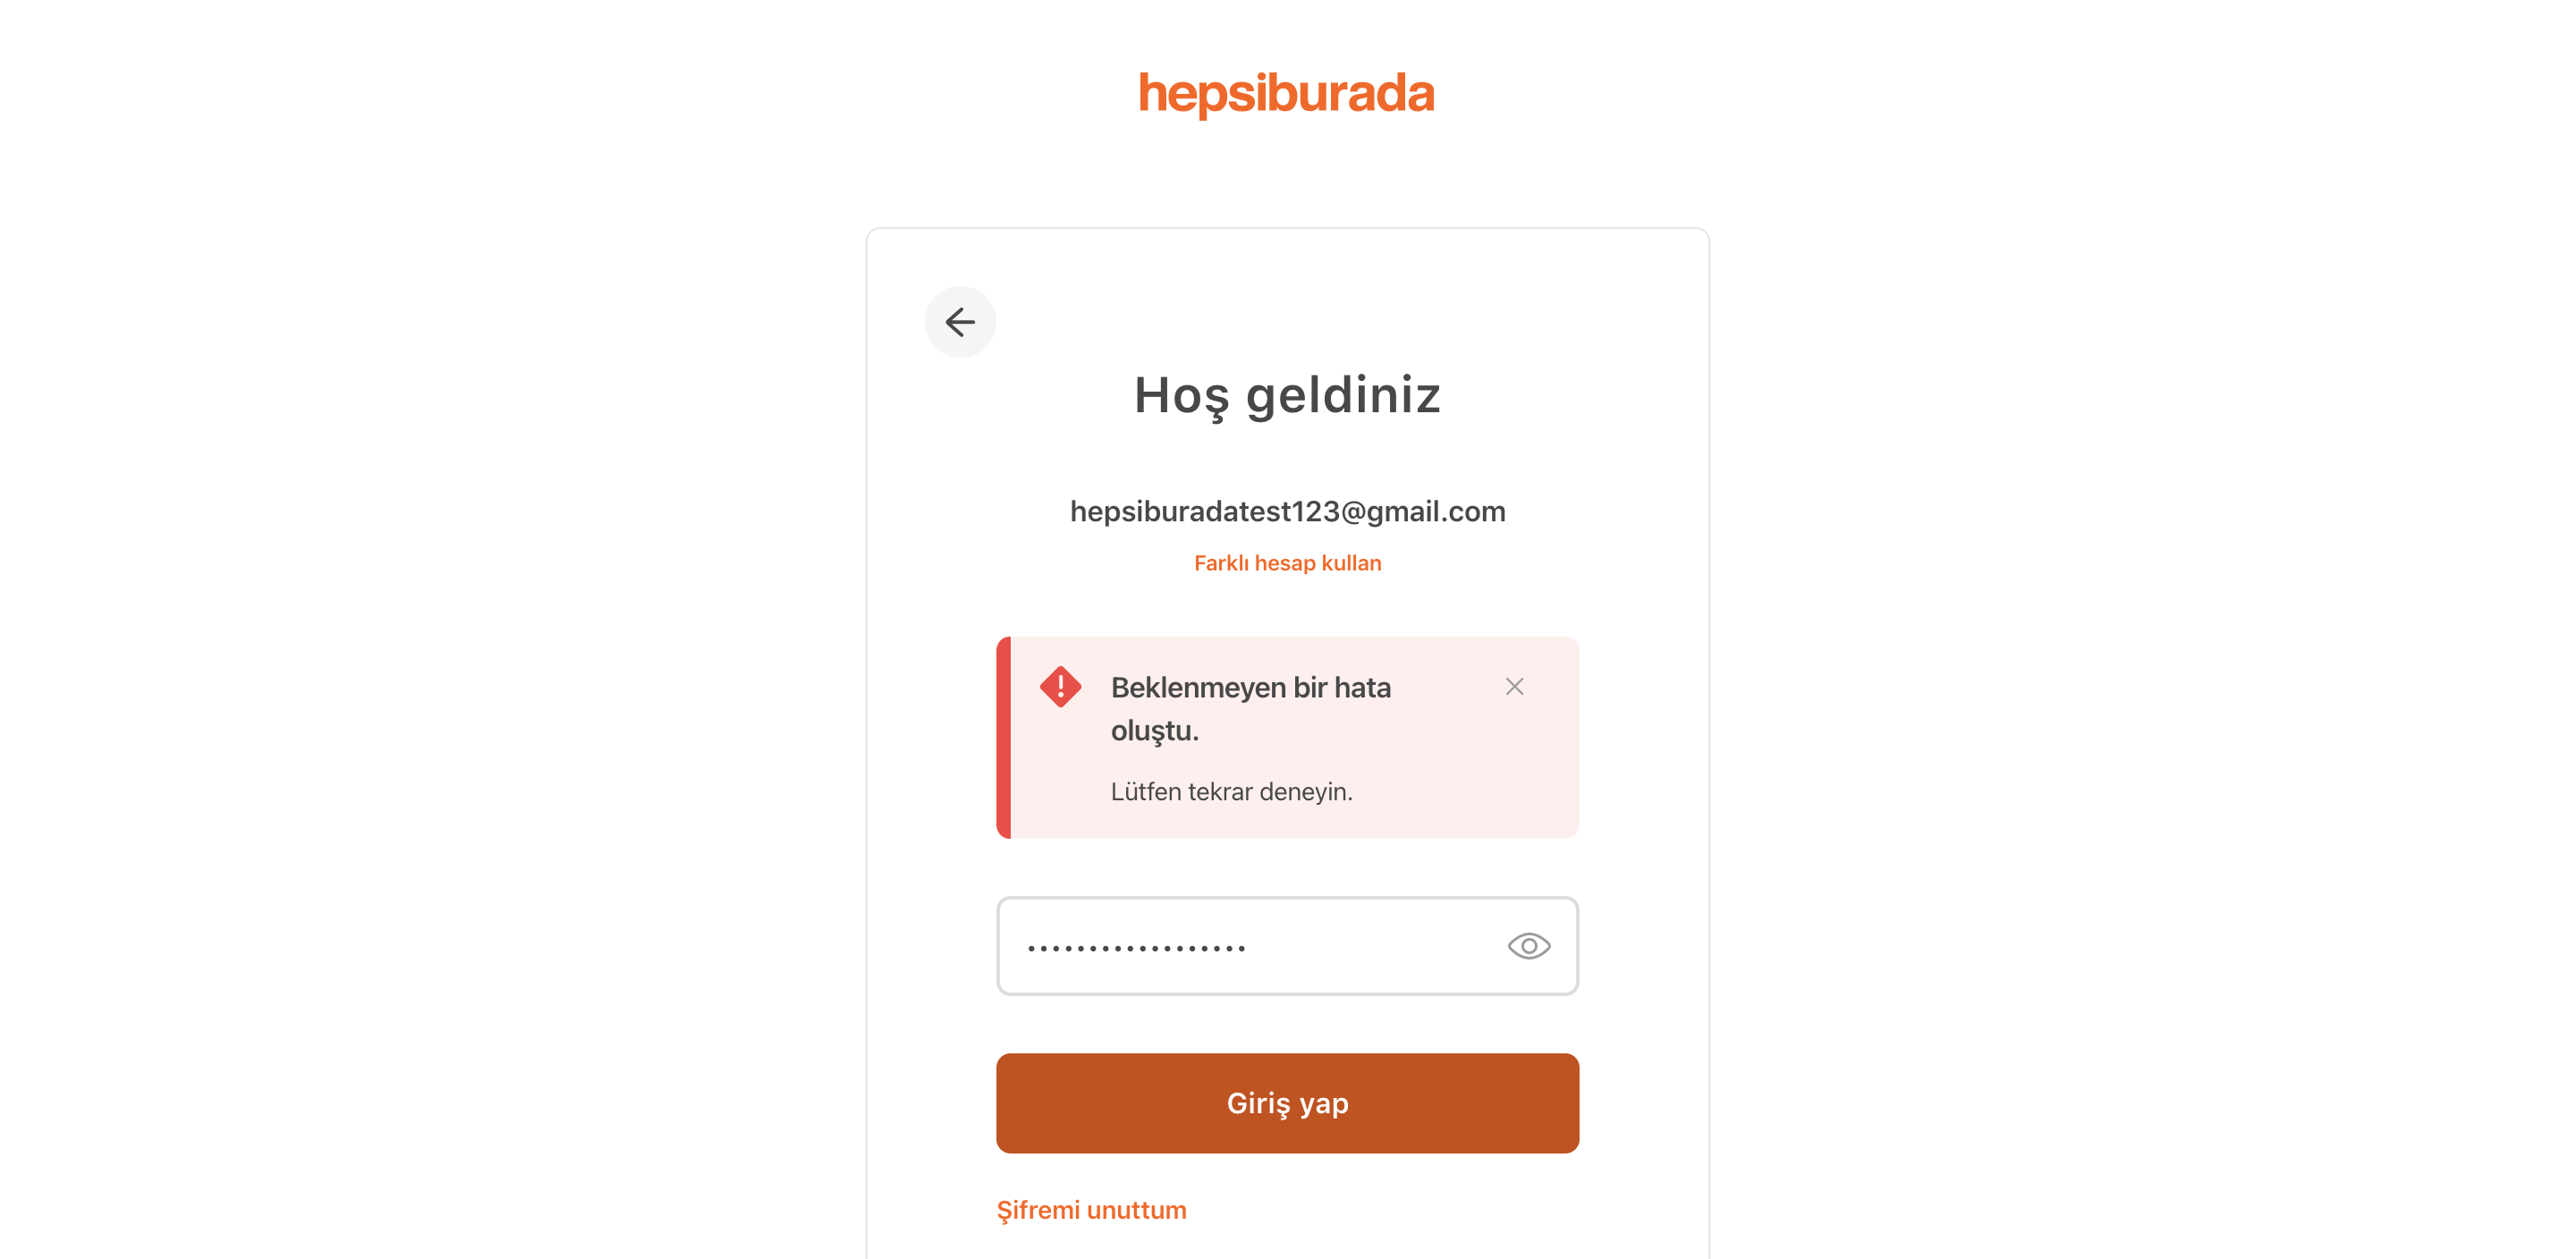 hepsiburada
Hoş geldiniz
hepsiburadatest123@gmail.com
Farklı hesap kullan
Beklenmeyen bir hata
oluştu.
Lütfen tekrar deneyin.
Giriş yap
Şifremi unuttum